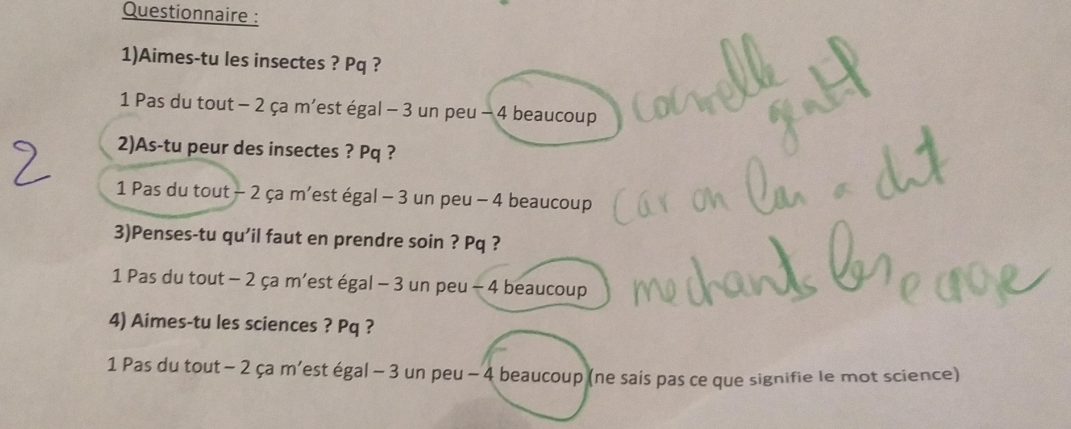 Questionnaire :
1)Aimes-tu les insectes ? Pq ?
1 Pas du tout – 2 ça m'est égal – 3 un peu – 4 beaucoup
gentil
2)As-tu peur des insectes ? Pq ?
2
1 Pas du tout – 2 ça m'est égal – 3 un peu – 4 beaucoup car on a dit
3)Penses-tu qu'il faut en prendre soin ? Pq ?
1 Pas du tout – 2 ça m'est égal – 3 un peu – 4 beaucoup mechants les
4) Aimes-tu les sciences ? Pq ?
1 Pas du tout – 2 ça m'est égal – 3 un peu – 4 beaucoup (ne sais pas ce que signifie le mot science)